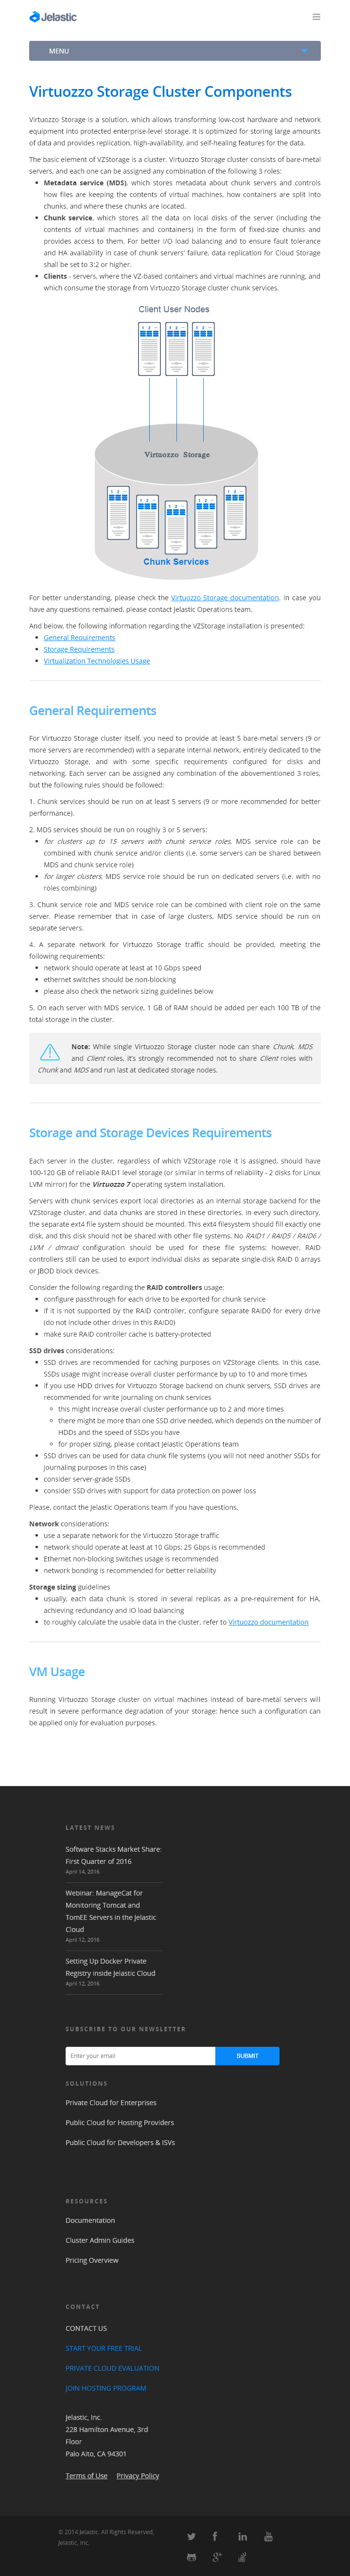 Jelastic
MENU
Virtuozzo Storage Cluster Components
Virtuozzo Storage is a solution, which allows transforming low-cost hardware and network
equipment into protected enterprise-level storage. It is optimized for storing large amounts
of data and provides replication, high-availability, and self-healing features for the data.
The basic element of VZStorage is a cluster. Virtuozzo Storage cluster consists of bare-metal
servers, and each one can be assigned any combination of the following 3 roles:
• Metadata service (MDS), which stores metadata about chunk servers and controls
how files are keeping the contents of virtual machines, how containers are split into
chunks, and where these chunks are located.
• Chunk service, which stores all the data on local disks of the server (including the
contents of virtual machines and containers) in the form of fixed-size chunks and
provides access to them. For better I/O load balancing and to ensure fault tolerance
and HA availability in case of chunk servers' failure, data replication for Cloud Storage
shall be set to 3:2 or higher.
• Clients - servers, where the VZ-based containers and virtual machines are running, and
which consume the storage from Virtuozzo Storage cluster chunk services.
Client User Nodes
Virtuozzo Storage
Chunk Services
For better understanding, please check the Virtuozzo Storage documentation. In case you
have any questions remained, please contact Jelastic Operations team.
And below, the following information regarding the VZStorage installation is presented:
• General Requirements
• Storage Requirements
• Virtualization Technologies Usage
General Requirements
For Virtuozzo Storage cluster itself, you need to provide at least 5 bare-metal servers (9 or
more servers are recommended) with a separate internal network, entirely dedicated to the
Virtuozzo Storage, and with some specific requirements configured for disks and
networking. Each server can be assigned any combination of the abovementioned 3 roles,
but the following rules should be followed:
1. Chunk services should be run on at least 5 servers (9 or more recommended for better
performance).
2. MDS services should be run on roughly 3 or 5 servers:
• for clusters up to 15 servers with chunk service roles, MDS service role can be
combined with chunk service and/or clients (i.e. some servers can be shared between
MDS and chunk service role)
• for larger clusters, MDS service role should be run on dedicated servers (i.e. with no
roles combining)
3. Chunk service role and MDS service role can be combined with client role on the same
server. Please remember that in case of large clusters, MDS service should be run on
separate servers.
4. A separate network for Virtuozzo Storage traffic should be provided, meeting the
following requirements:
• network should operate at least at 10 Gbps speed
• ethernet switches should be non-blocking
• please also check the network sizing guidelines below
5. On each server with MDS service, 1 GB of RAM should be added per each 100 TB of the
total storage in the cluster.
Note: While single Virtuozzo Storage cluster node can share Chunk, MDS
and Client roles, it's strongly recommended not to share Client roles with
Chunk and MDS and run last at dedicated storage nodes.
Storage and Storage Devices Requirements
Each server in the cluster, regardless of which VZStorage role it is assigned, should have
100-120 GB of reliable RAID1 level storage (or similar in terms of reliability - 2 disks for Linux
LVM mirror) for the Virtuozzo 7 operating system installation.
Servers with chunk services export local directories as an internal storage backend for the
VZStorage cluster, and data chunks are stored in these directories. In every such directory,
the separate ext4 file system should be mounted. This ext4 filesystem should fill exactly one
disk, and this disk should not be shared with other file systems. No RAID1 / RAID5 / RAID6 /
LVM / dmraid configuration should be used for these file systems; however, RAID
controllers still can be used to export individual disks as separate single-disk RAID 0 arrays
or JBOD block devices.
Consider the following regarding the RAID controllers usage:
• configure passthrough for each drive to be exported for chunk service
• if it is not supported by the RAID controller, configure separate RAID0 for every drive
(do not include other drives in this RAID0)
• make sure RAID controller cache is battery-protected
SSD drives considerations:
• SSD drives are recommended for caching purposes on VZStorage clients. In this case,
SSDs usage might increase overall cluster performance by up to 10 and more times
• if you use HDD drives for Virtuozzo Storage backend on chunk servers, SSD drives are
recommended for write journaling on chunk services
◦ this might increase overall cluster performance up to 2 and more times
◦ there might be more than one SSD drive needed, which depends on the number of
HDDs and the speed of SSDs you have
◦ for proper sizing, please contact Jelastic Operations team
• SSD drives can be used for data chunk file systems (you will not need another SSDs for
journaling purposes in this case)
• consider server-grade SSDs
• consider SSD drives with support for data protection on power loss
Please, contact the Jelastic Operations team if you have questions.
Network considerations:
• use a separate network for the Virtuozzo Storage traffic
• network should operate at least at 10 Gbps; 25 Gbps is recommended
• Ethernet non-blocking switches usage is recommended
• network bonding is recommended for better reliability
Storage sizing guidelines
• usually, each data chunk is stored in several replicas as a pre-requirement for HA,
achieving redundancy and IO load balancing
• to roughly calculate the usable data in the cluster, refer to Virtuozzo documentation
VM Usage
Running Virtuozzo Storage cluster on virtual machines instead of bare-metal servers will
result in severe performance degradation of your storage; hence such a configuration can
be applied only for evaluation purposes.
LATEST NEWS
Software Stacks Market Share:
First Quarter of 2016
April 14, 2016
Webinar: ManageCat for
Monitoring Tomcat and
TomEE Servers in the Jelastic
Cloud
April 12, 2016
Setting Up Docker Private
Registry inside Jelastic Cloud
April 12, 2016
SUBSCRIBE TO OUR NEWSLETTER
Enter your email
SUBMIT
SOLUTIONS
Private Cloud for Enterprises
Public Cloud for Hosting Providers
Public Cloud for Developers & ISVs
RESOURCES
Documentation
Cluster Admin Guides
Pricing Overview
CONTACT
CONTACT US
START YOUR FREE TRIAL
PRIVATE CLOUD EVALUATION
JOIN HOSTING PROGRAM
Jelastic, Inc.
228 Hamilton Avenue, 3rd
Floor
Palo Alto, CA 94301
Terms of Use Privacy Policy
© 2014 Jelastic. All Rights Reserved,
Jelastic, Inc.